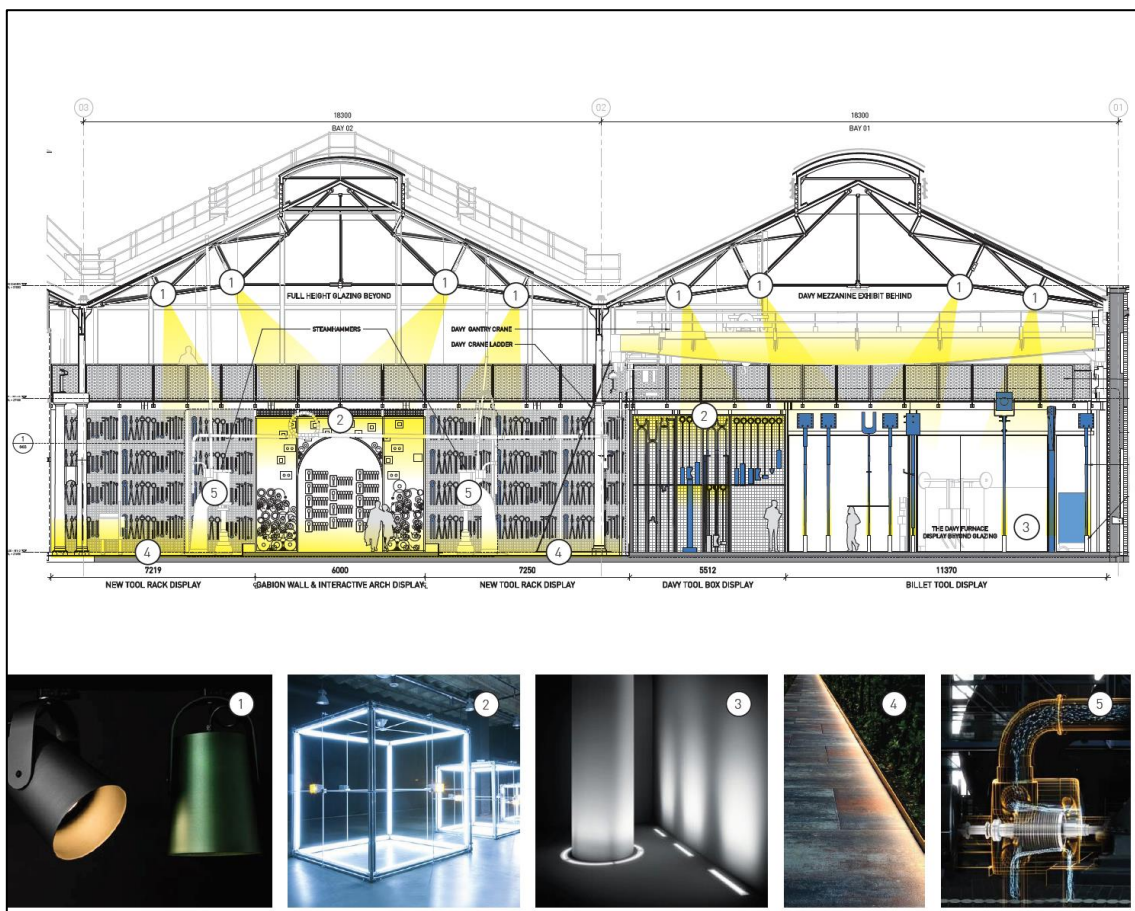 03
02
01
18300
18300
BAY 02
BAY 01
1
1
1
1
1
1
1
1
FULL HEIGHT GLAZING BEYOND
DAVY MEZZANINE EXHIBIT BEHIND
STEAMHAMMERS
DAVY GANTRY CRANE
DAVY CRANE LADDER
2
2
1
5
5
3
THE DAVY FURNACE
DISPLAY BEYOND GLAZING
4
4
7219
6000
7250
5512
11370
NEW TOOL RACK DISPLAY
GABION WALL & INTERACTIVE ARCH DISPLAY
NEW TOOL RACK DISPLAY
DAVY TOOL BOX DISPLAY
BILLET TOOL DISPLAY
1
2
3
4
5